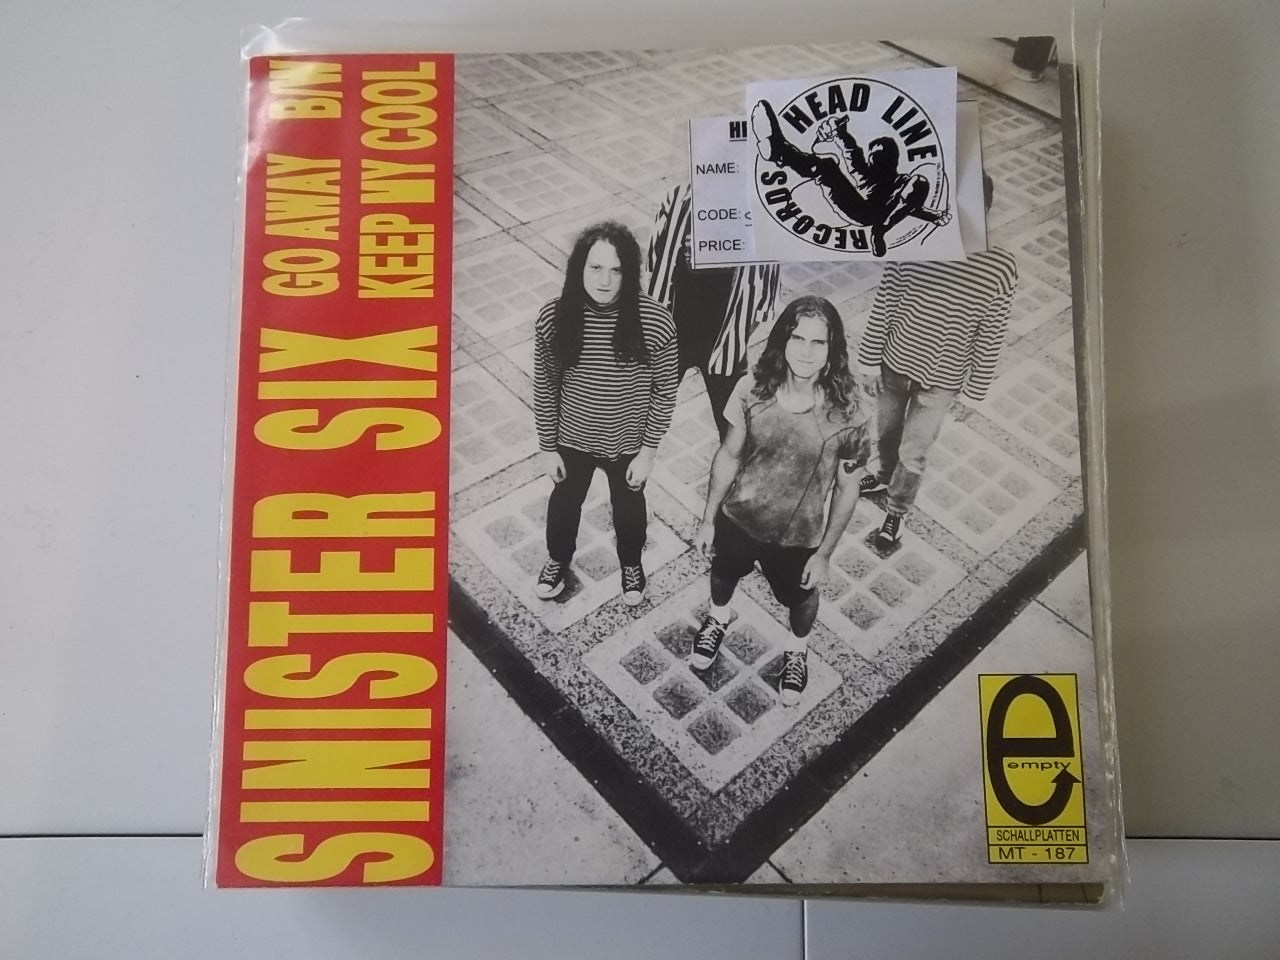 SINISTER SIX
GO AWAY B/W
KEEP MY COOL
HEAD LINE
RECORDS
NAME:
CODE:
PRICE:
e
empty
SCHALLPLATTEN
MT - 187